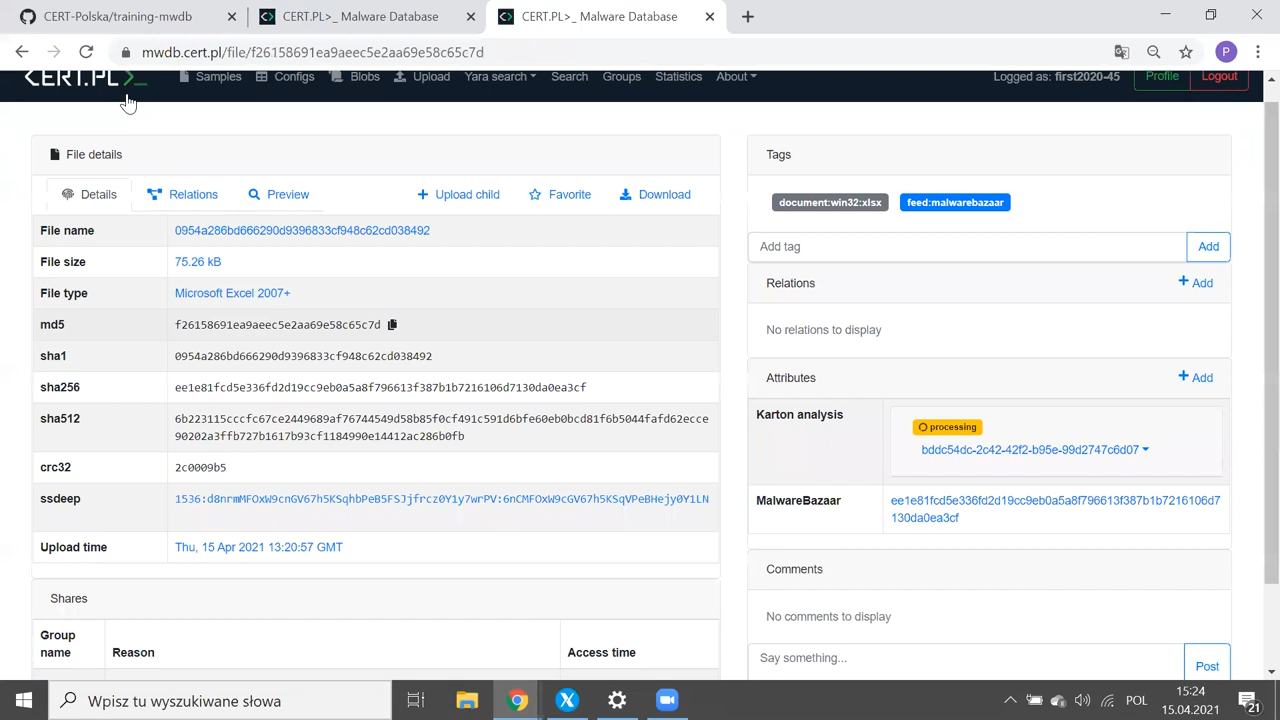 CERT-Polska/training-mwdb
CERT.PL>_ Malware Database
CERT.PL>_ Malware Database
mwdb.cert.pl/file/f26158691ea9aeec5e2aa69e58c65c7d
P
CERT.PL>_
Samples
Configs
Blobs
Upload
Yara search
Search
Groups
Statistics
About
Logged as: first2020-45
Profile
Logout
File details
Details
Relations
Preview
Upload child
Favorite
Download
File name
0954a286bd666290d9396833cf948c62cd038492
File size
75.26 kB
File type
Microsoft Excel 2007+
md5
f26158691ea9aeec5e2aa69e58c65c7d
sha1
0954a286bd666290d9396833cf948c62cd038492
sha256
ee1e81fcd5e336fd2d19cc9eb0a5a8f796613f387b1b7216106d7130da0ea3cf
sha512
6b223115cccfc67ce2449689af76744549d58b85f0cf491c591d6bfe60eb0bcd81f6b5044fafd62ecce
90202a3ffb727b1617b93cf1184990e14412ac286b0fb
crc32
2c0009b5
ssdeep
1536:d8nrmMFOxW9cnGV67h5KSqhbPeB5FSJjfrcz0Y1y7wrPV:6nCMFOxW9cGV67h5KSqVPeBHejy0Y1LN
Upload time
Thu, 15 Apr 2021 13:20:57 GMT
Shares
Group
name
Reason
Access time
Tags
document:win32:xlsx
feed:malwarebazaar
Add tag
Add
Relations
+ Add
No relations to display
Attributes
+ Add
Karton analysis
processing
bddc54dc-2c42-42f2-b95e-99d2747c6d07
MalwareBazaar
ee1e81fcd5e336fd2d19cc9eb0a5a8f796613f387b1b7216106d7
130da0ea3cf
Comments
No comments to display
Say something...
Post
Wpisz tu wyszukiwane słowa
POL
15:24
15.04.2021
21